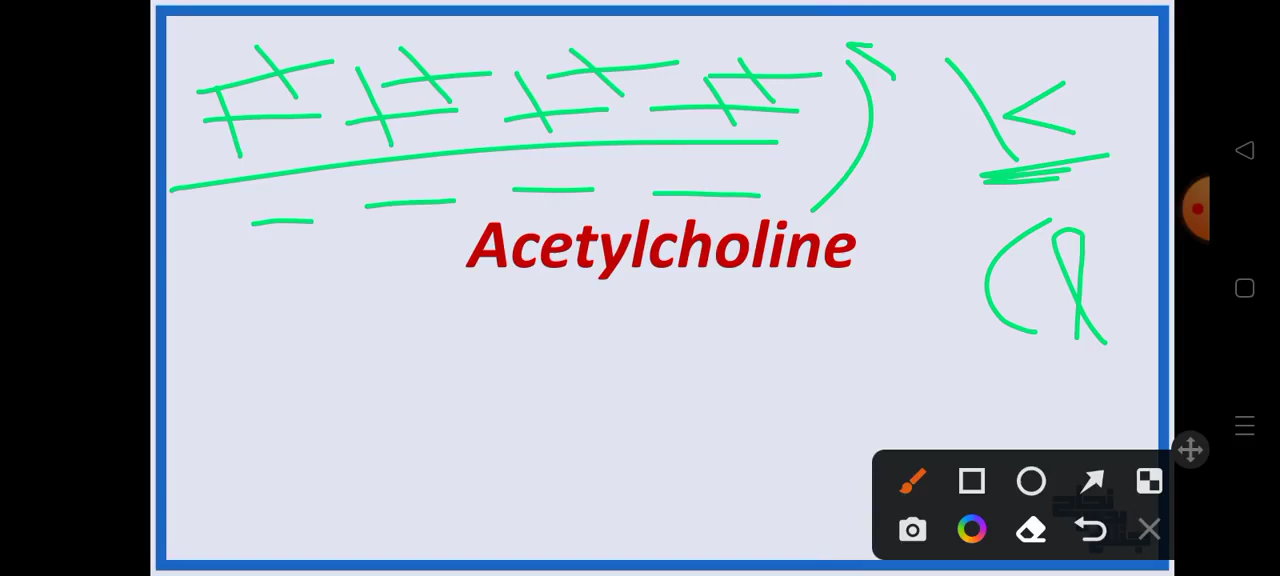 + + + +
+ + + + K
_ _ _ _
Acetylcholine